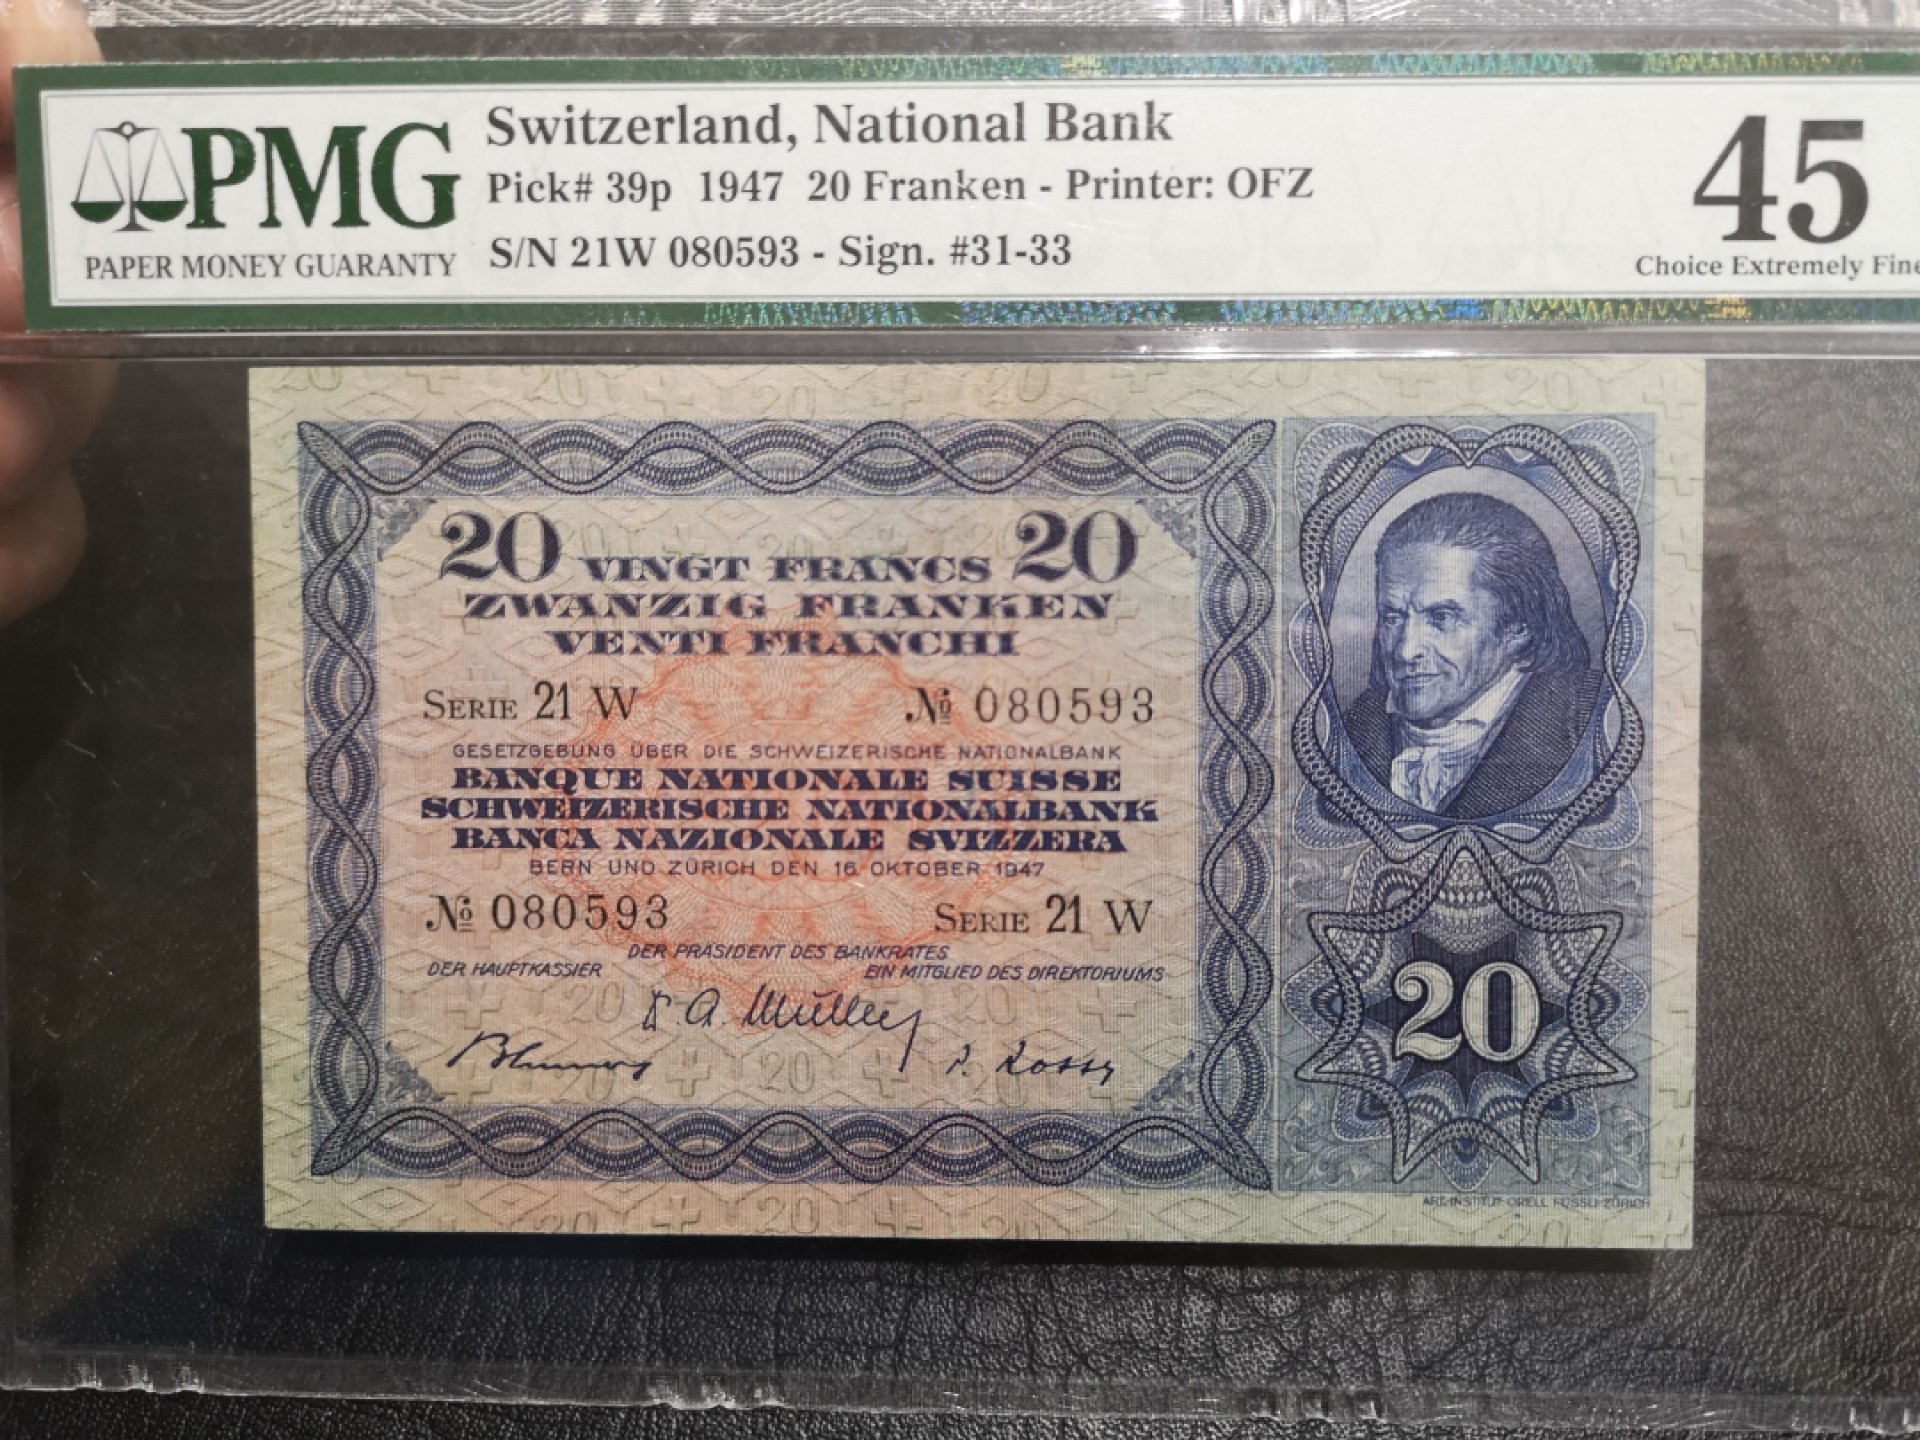 PMG
PAPER MONEY GUARANTY
Switzerland, National Bank
Pick# 39p 1947 20 Franken - Printer: OFZ
S/N 21W 080593 - Sign. #31-33
45
Choice Extremely Fine
20 VINGT FRANCS 20
ZWANZIG FRANKEN
VENTI FRANCHI
SERIE 21 W № 080593
GESETZGEBUNG ÜBER DIE SCHWEIZERISCHE NATIONALBANK
BANQUE NATIONALE SUISSE
SCHWEIZERISCHE NATIONALBANK
BANCA NAZIONALE SVIZZERA
BERN UND ZÜRICH DEN 16 OKTOBER 1947
№ 080593 SERIE 21 W
DER PRÄSIDENT DES BANKRATES
DER HAUPTKASSIER EIN MITGLIED DES DIREKTORIUMS
Dr. A. Müller
P. Rossy
20
ART. INSTITUT ORELL FÜSSLI ZÜRICH